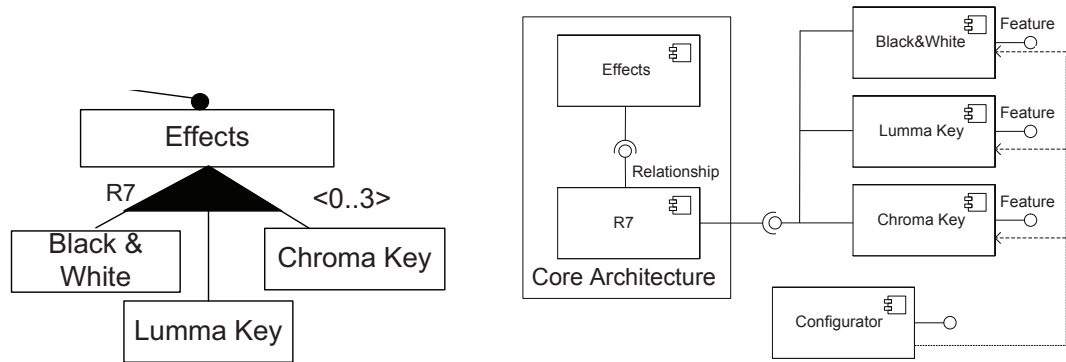 Effects
R7
<0..3>
Black &
White
Chroma Key
Lumma Key
Effects
Relationship
R7
Core Architecture
Black&White
Feature
Lumma Key
Feature
Chroma Key
Feature
Configurator